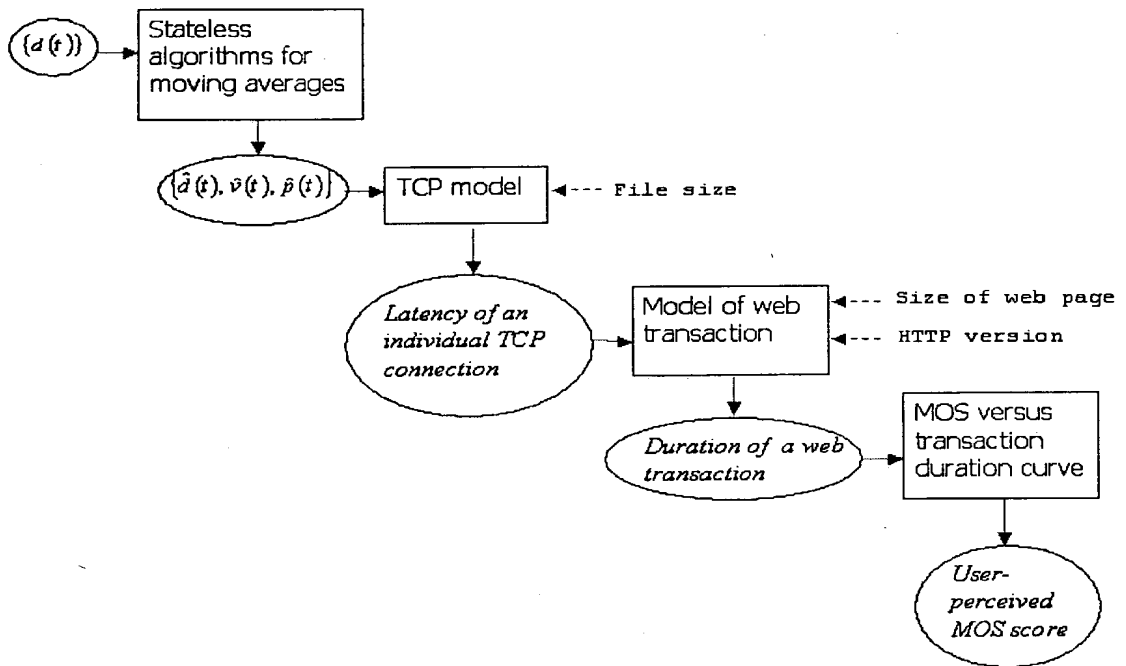 {d(t)}
Stateless
algorithms for
moving averages
{d̂(t), v̂(t), p̂(t)}
TCP model
File size
Latency of an
individual TCP
connection
Model of web
transaction
Size of web page
HTTP version
Duration of a web
transaction
MOS versus
transaction
duration curve
User-
perceived
MOS score